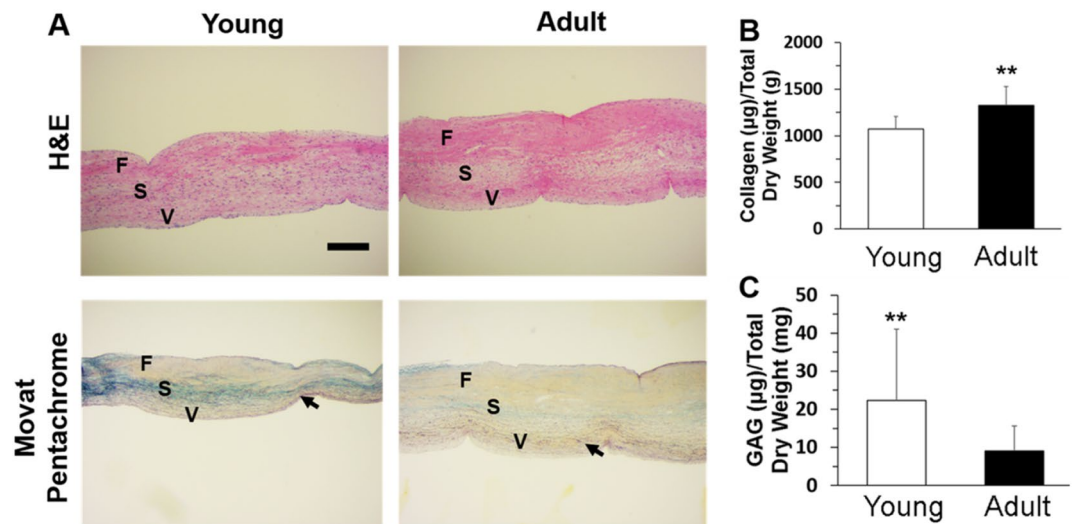 A
Young
Adult
H&E
F
S
V
F
S
V
Movat
Pentachrome
F
S
V
F
S
V
B
Collagen (µg)/Total
Dry Weight (g)
2000
1500
1000
500
0
**
Young
Adult
C
GAG (µg)/Total
Dry Weight (mg)
50
40
30
20
10
0
**
Young
Adult